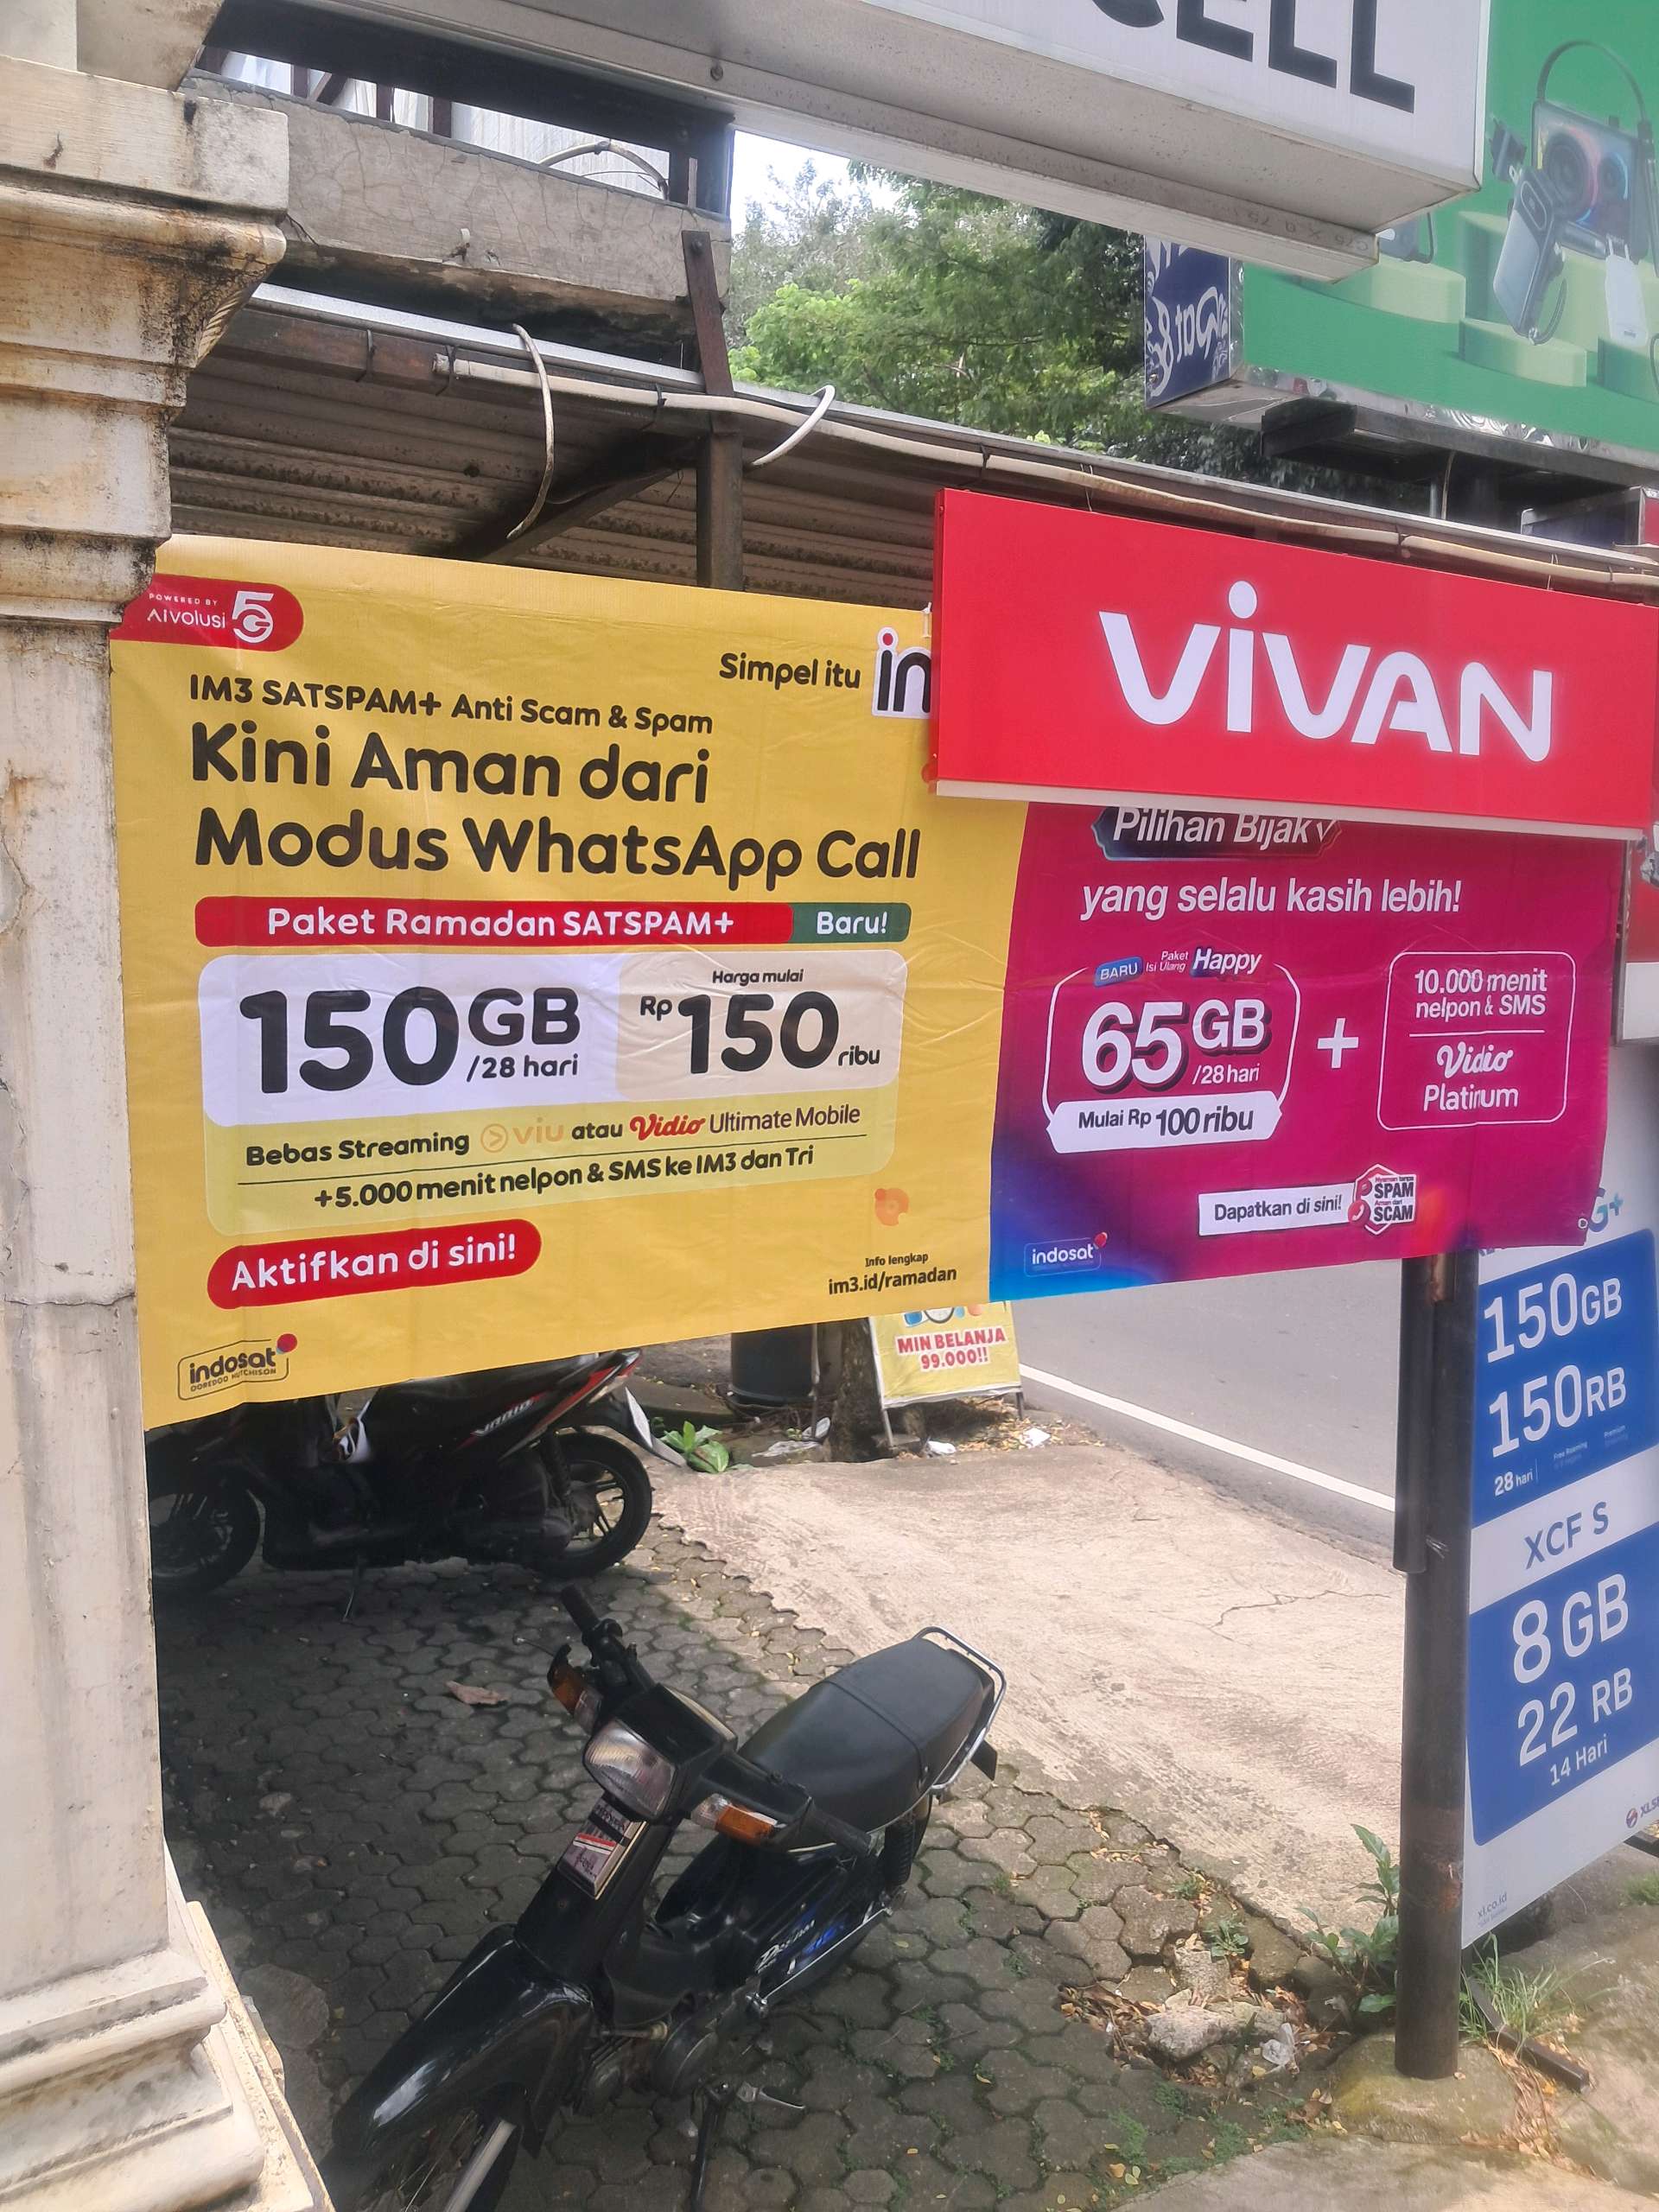 CELL
POWERED BY
AIvolusi 5G
Simpel itu
IM3 SATSPAM+ Anti Scam & Spam
Kini Aman dari
Modus WhatsApp Call
Paket Ramadan SATSPAM+ Baru!
150GB
/28 hari
Harga mulai
Rp150 ribu
Bebas Streaming viu atau Vidio Ultimate Mobile
+5.000 menit nelpon & SMS ke IM3 dan Tri
Aktifkan di sini!
Info lengkap
im3.id/ramadan
indosat
OOREDOO HUTCHISON
VIVAN
Pilihan Bijak
yang selalu kasih lebih!
BARU Paket
Isi Ulang Happy
65GB
/28 hari
Mulai Rp 100 ribu
+
10.000 menit
nelpon & SMS
Vidio
Platinum
Dapatkan di sini!
SPAM
SCAM
indosat
MIN BELANJA
99.000!!
G+
150GB
150RB
28 hari
XCF S
8 GB
22 RB
14 Hari
xl.co.id
VARIO
Dream